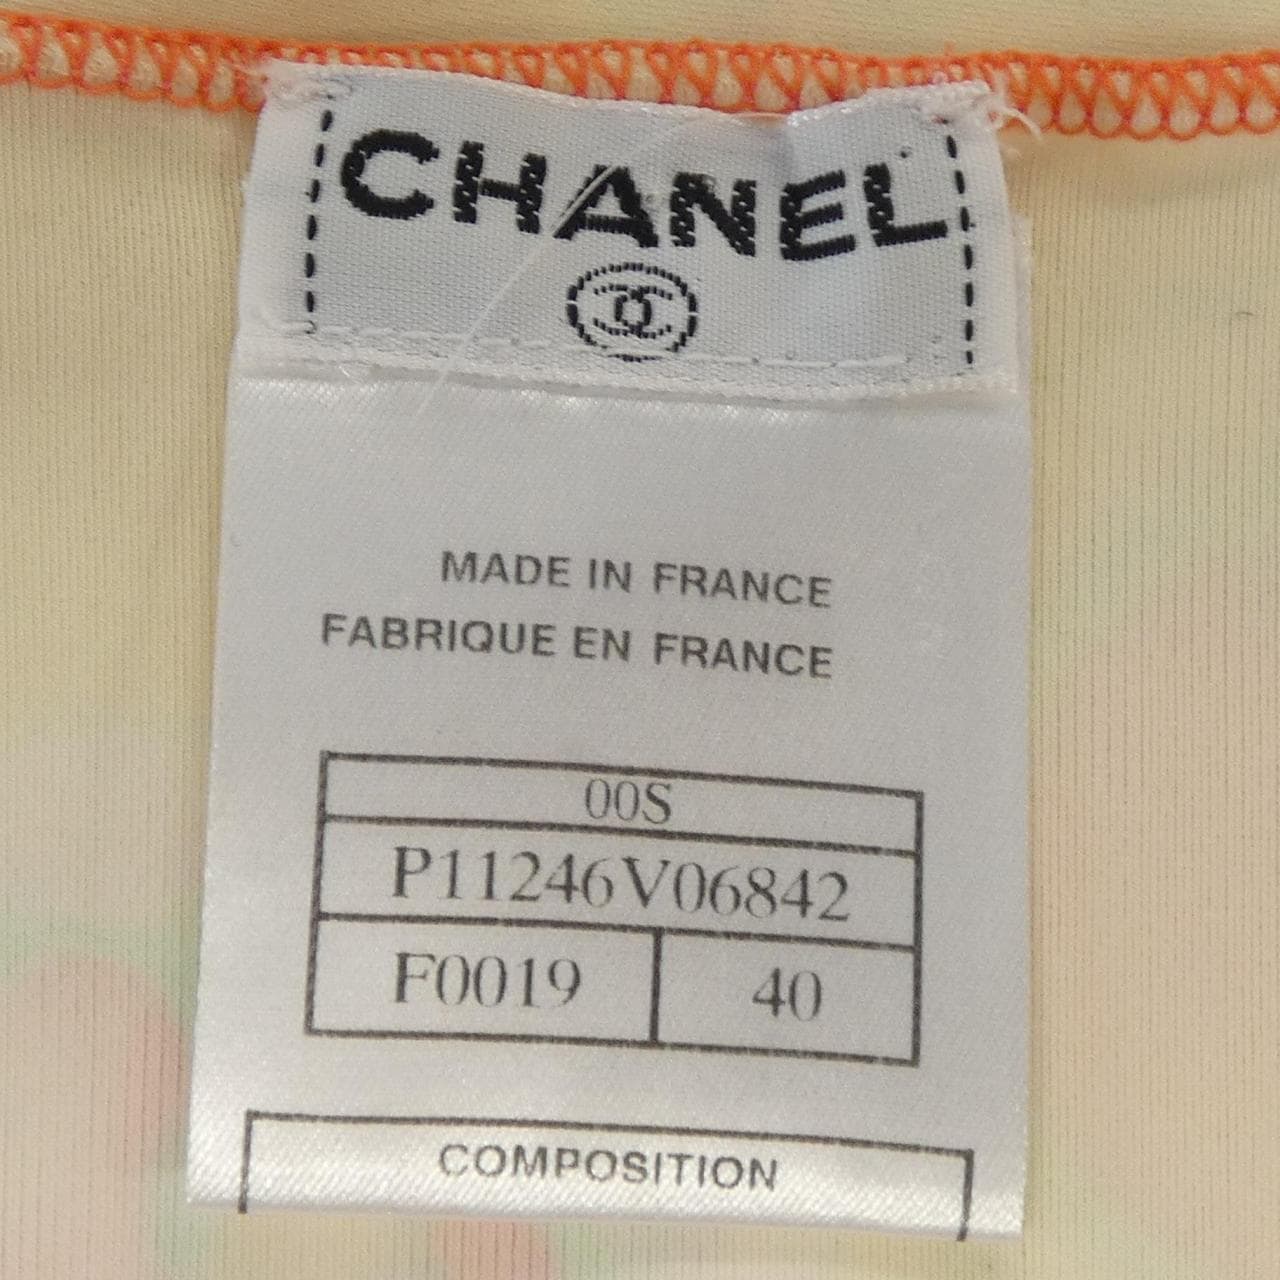 CHANEL
MADE IN FRANCE
FABRIQUE EN FRANCE
00S
P11246V06842
F0019 40
COMPOSITION